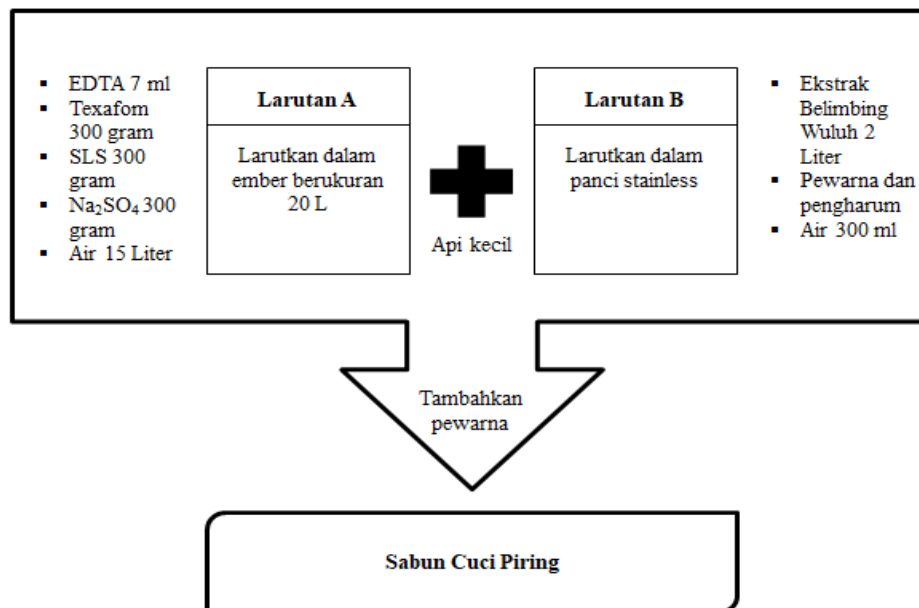 ▪ EDTA 7 ml
▪ Texafom
300 gram
▪ SLS 300
gram
▪ Na₂SO₄ 300
gram
▪ Air 15 Liter
Larutan A
Larutkan dalam
ember berukuran
20 L
Api kecil
Larutan B
Larutkan dalam
panci stainless
▪ Ekstrak
Belimbing
Wuluh 2
Liter
▪ Pewarna dan
pengharum
▪ Air 300 ml
Tambahkan
pewarna
Sabun Cuci Piring